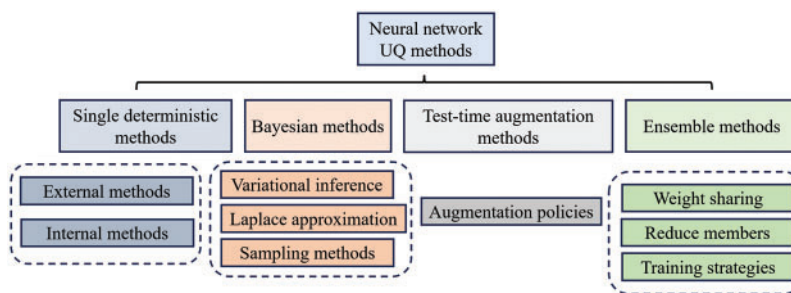 Neural network
UQ methods
Single deterministic
methods
Bayesian methods
Test-time augmentation
methods
Ensemble methods
External methods
Internal methods
Variational inference
Laplace approximation
Sampling methods
Augmentation policies
Weight sharing
Reduce members
Training strategies